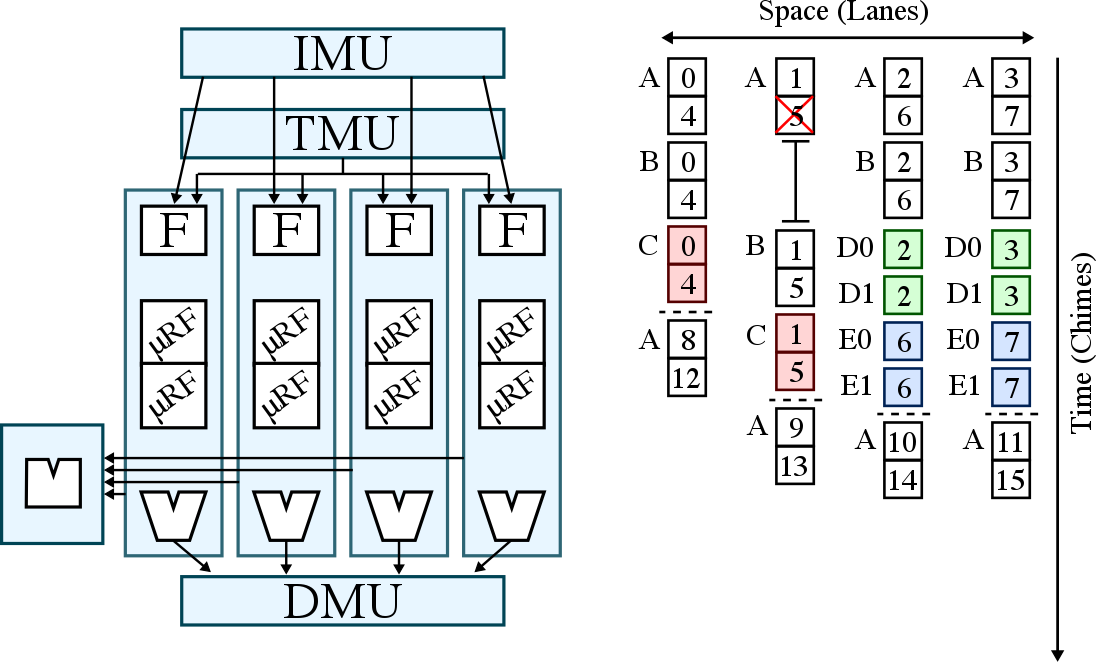 IMU
TMU
F F F F
µRF µRF µRF µRF
µRF µRF µRF µRF
DMU
Space (Lanes)
A 0 A 1 A 2 A 3
4 5 6 7
B 0 B 2 B 3
4 6 7
C 0 B 1 D0 2 D0 3
4 5 D1 2 D1 3
A 8 C 1 E0 6 E0 7
12 5 E1 6 E1 7
A 9 A 10 A 11
13 14 15
Time (Chimes)